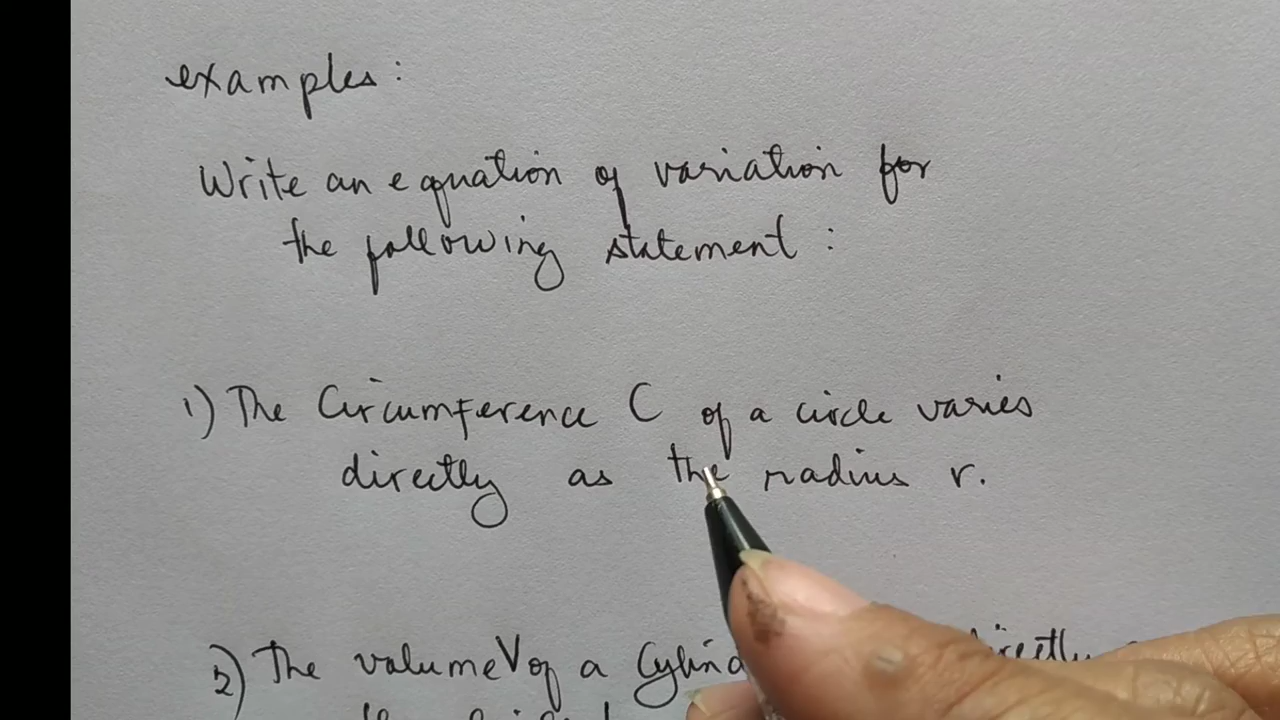 examples:
Write an equation of variation for
the following statement:
1) The Circumference C of a circle varies
directly as the radius r.
2) The volume V of a